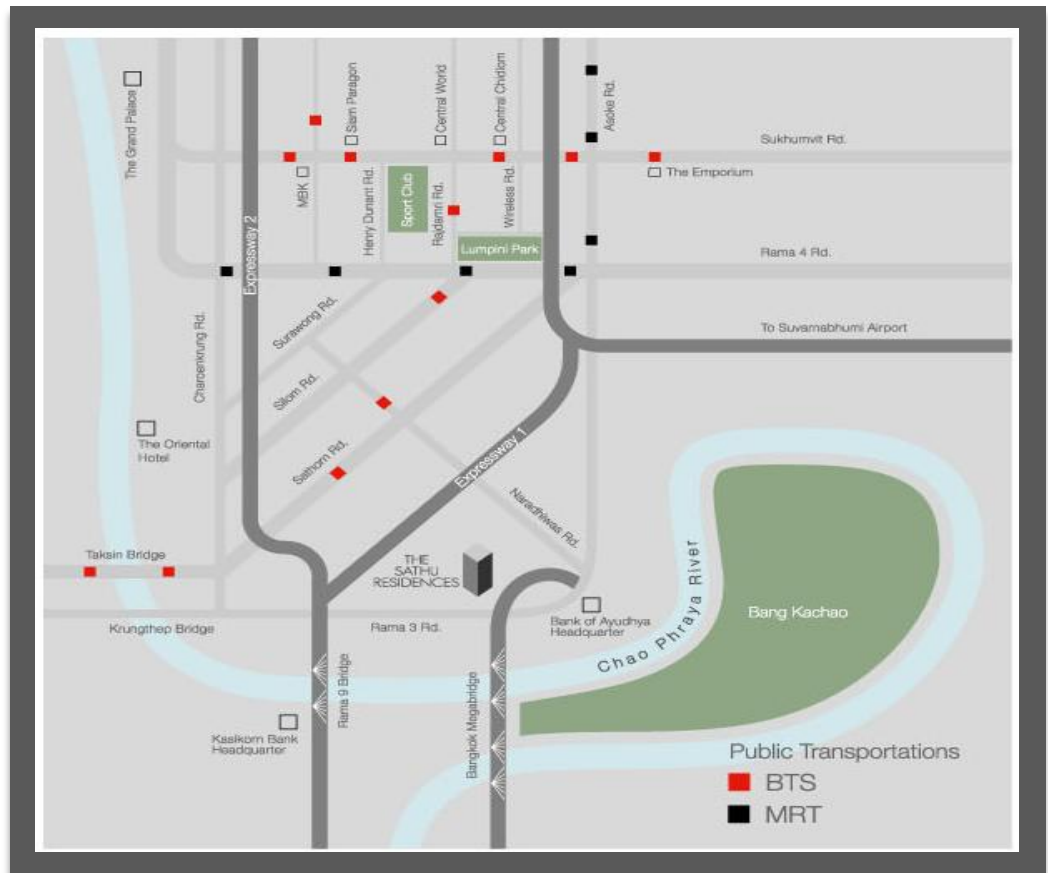 The Grand Palace
Siam Paragon
Central World
Central Chidlom
Asoke Rd.
Sukhumvit Rd.
MBK
Henry Dunant Rd.
Sport Club
Rajdamri Rd.
Wireless Rd.
The Emporium
Expressway 2
Lumpini Park
Rama 4 Rd.
Charoenkrung Rd.
Surawong Rd.
To Suvarnabhumi Airport
Silom Rd.
The Oriental
Hotel
Sathorn Rd.
Expressway 1
Naradhiwas Rd.
Taksin Bridge
THE
SATHU
RESIDENCES
Chao Phraya River
Bang Kachao
Krungthep Bridge
Rama 3 Rd.
Bank of Ayudhya
Headquarter
Rama 9 Bridge
Bangkok Megabridge
Kasikorn Bank
Headquarter
Public Transportations
BTS
MRT